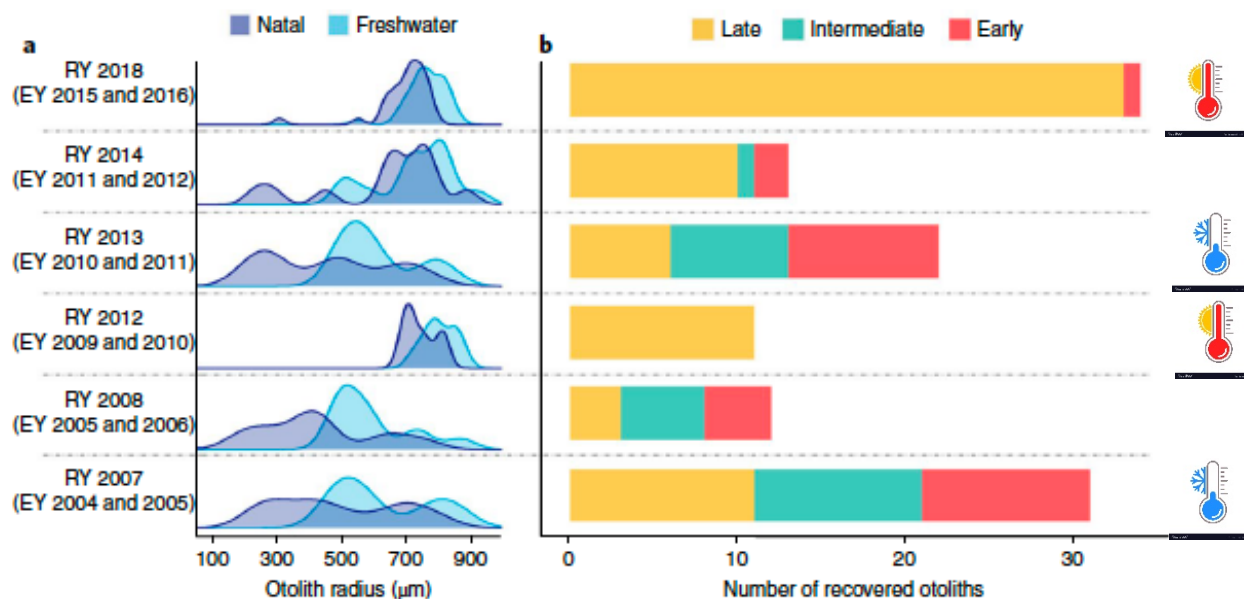 a
Natal Freshwater
b
Late Intermediate Early
RY 2018
(EY 2015 and 2016)
RY 2014
(EY 2011 and 2012)
RY 2013
(EY 2010 and 2011)
RY 2012
(EY 2009 and 2010)
RY 2008
(EY 2005 and 2006)
RY 2007
(EY 2004 and 2005)
100 300 500 700 900
Otolith radius (μm)
0 10 20 30
Number of recovered otoliths